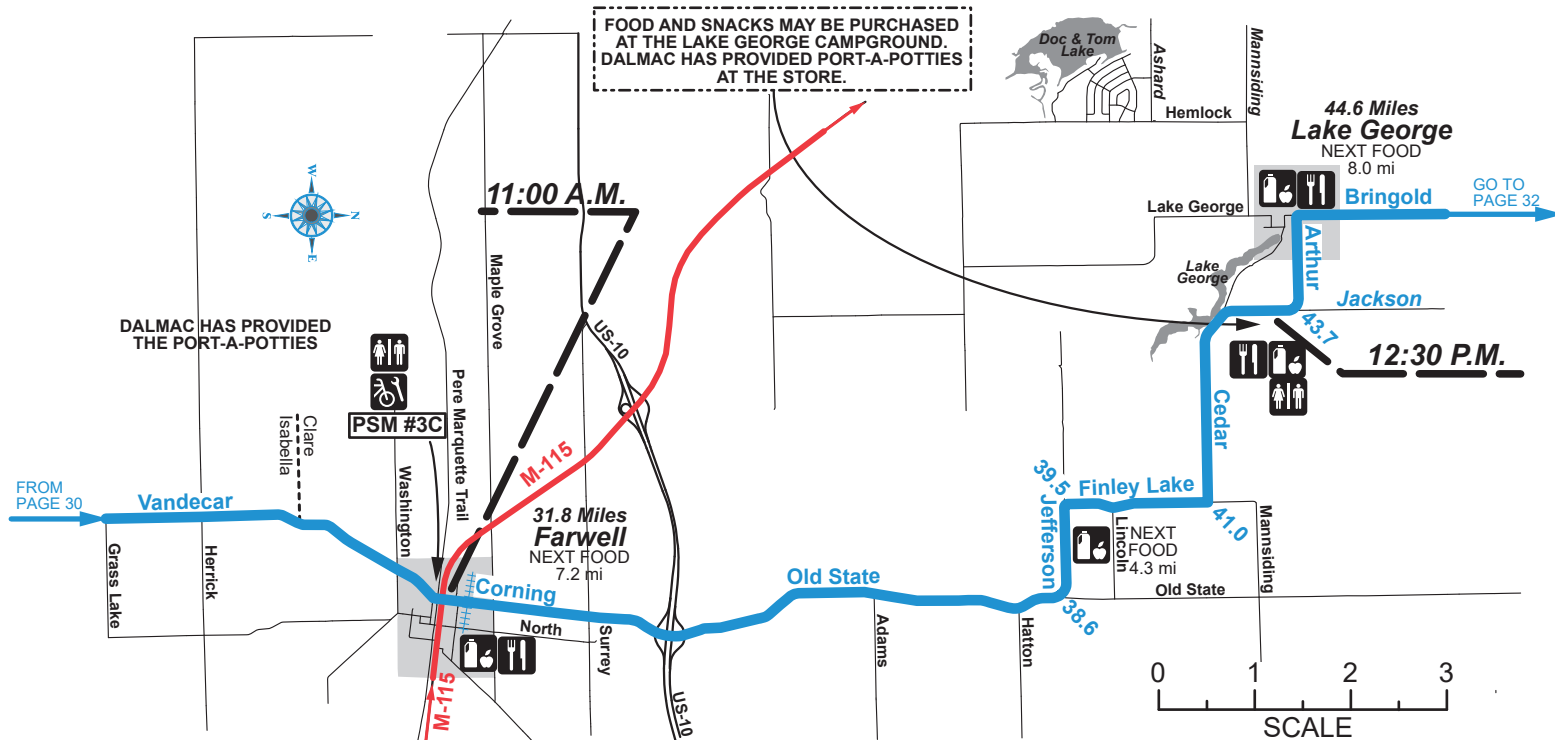 FOOD AND SNACKS MAY BE PURCHASED
AT THE LAKE GEORGE CAMPGROUND.
DALMAC HAS PROVIDED PORT-A-POTTIES
AT THE STORE.
Doc & Tom
Lake
Ashard
Mannsiding
Hemlock
44.6 Miles
Lake George
NEXT FOOD
8.0 mi
W
S
N
E
11:00 A.M.
Lake George
Bringold
GO TO
PAGE 32
Arthur
Maple Grove
Lake
George
Jackson
43.7
DALMAC HAS PROVIDED
THE PORT-A-POTTIES
US-10
12:30 P.M.
Pere Marquette Trail
Cedar
PSM #3C
Clare
Isabella
Washington
M-115
FROM
PAGE 30
Vandecar
39.5
Finley Lake
41.0
31.8 Miles
Farwell
NEXT FOOD
7.2 mi
Jefferson
Lincoln
NEXT
FOOD
4.3 mi
Mannsiding
Grass Lake
Herrick
Corning
Old State
Old State
38.6
North
Surrey
Adams
Hatton
M-115
US-10
0 1 2 3
SCALE